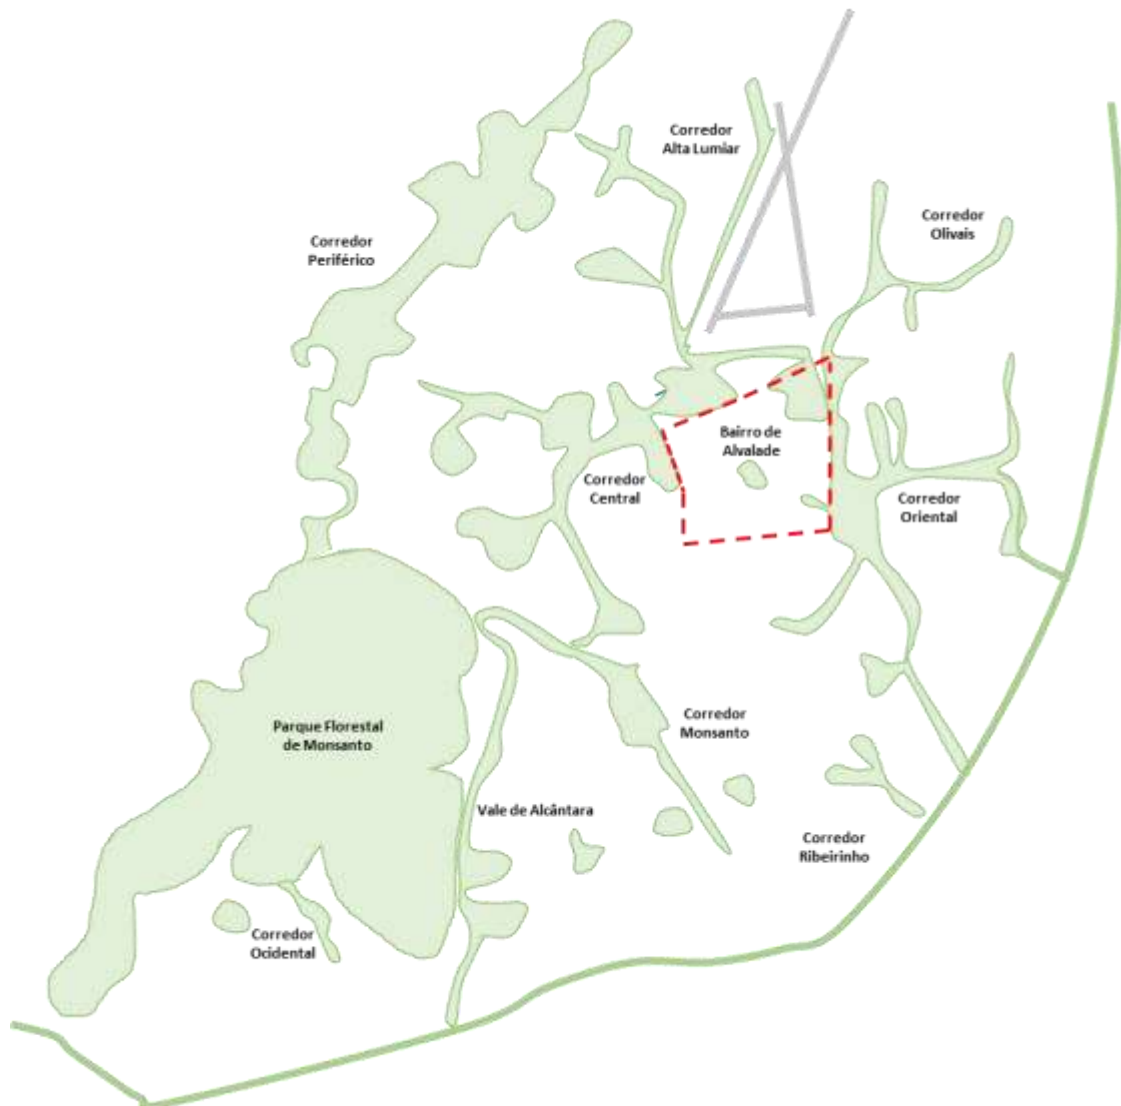 Corredor
Alta Lumiar
Corredor
Olivais
Corredor
Periférico
Bairro de
Alvalade
Corredor
Central
Corredor
Oriental
Parque Florestal
de Monsanto
Corredor
Monsanto
Vale de Alcântara
Corredor
Ribeirinho
Corredor
Ocidental